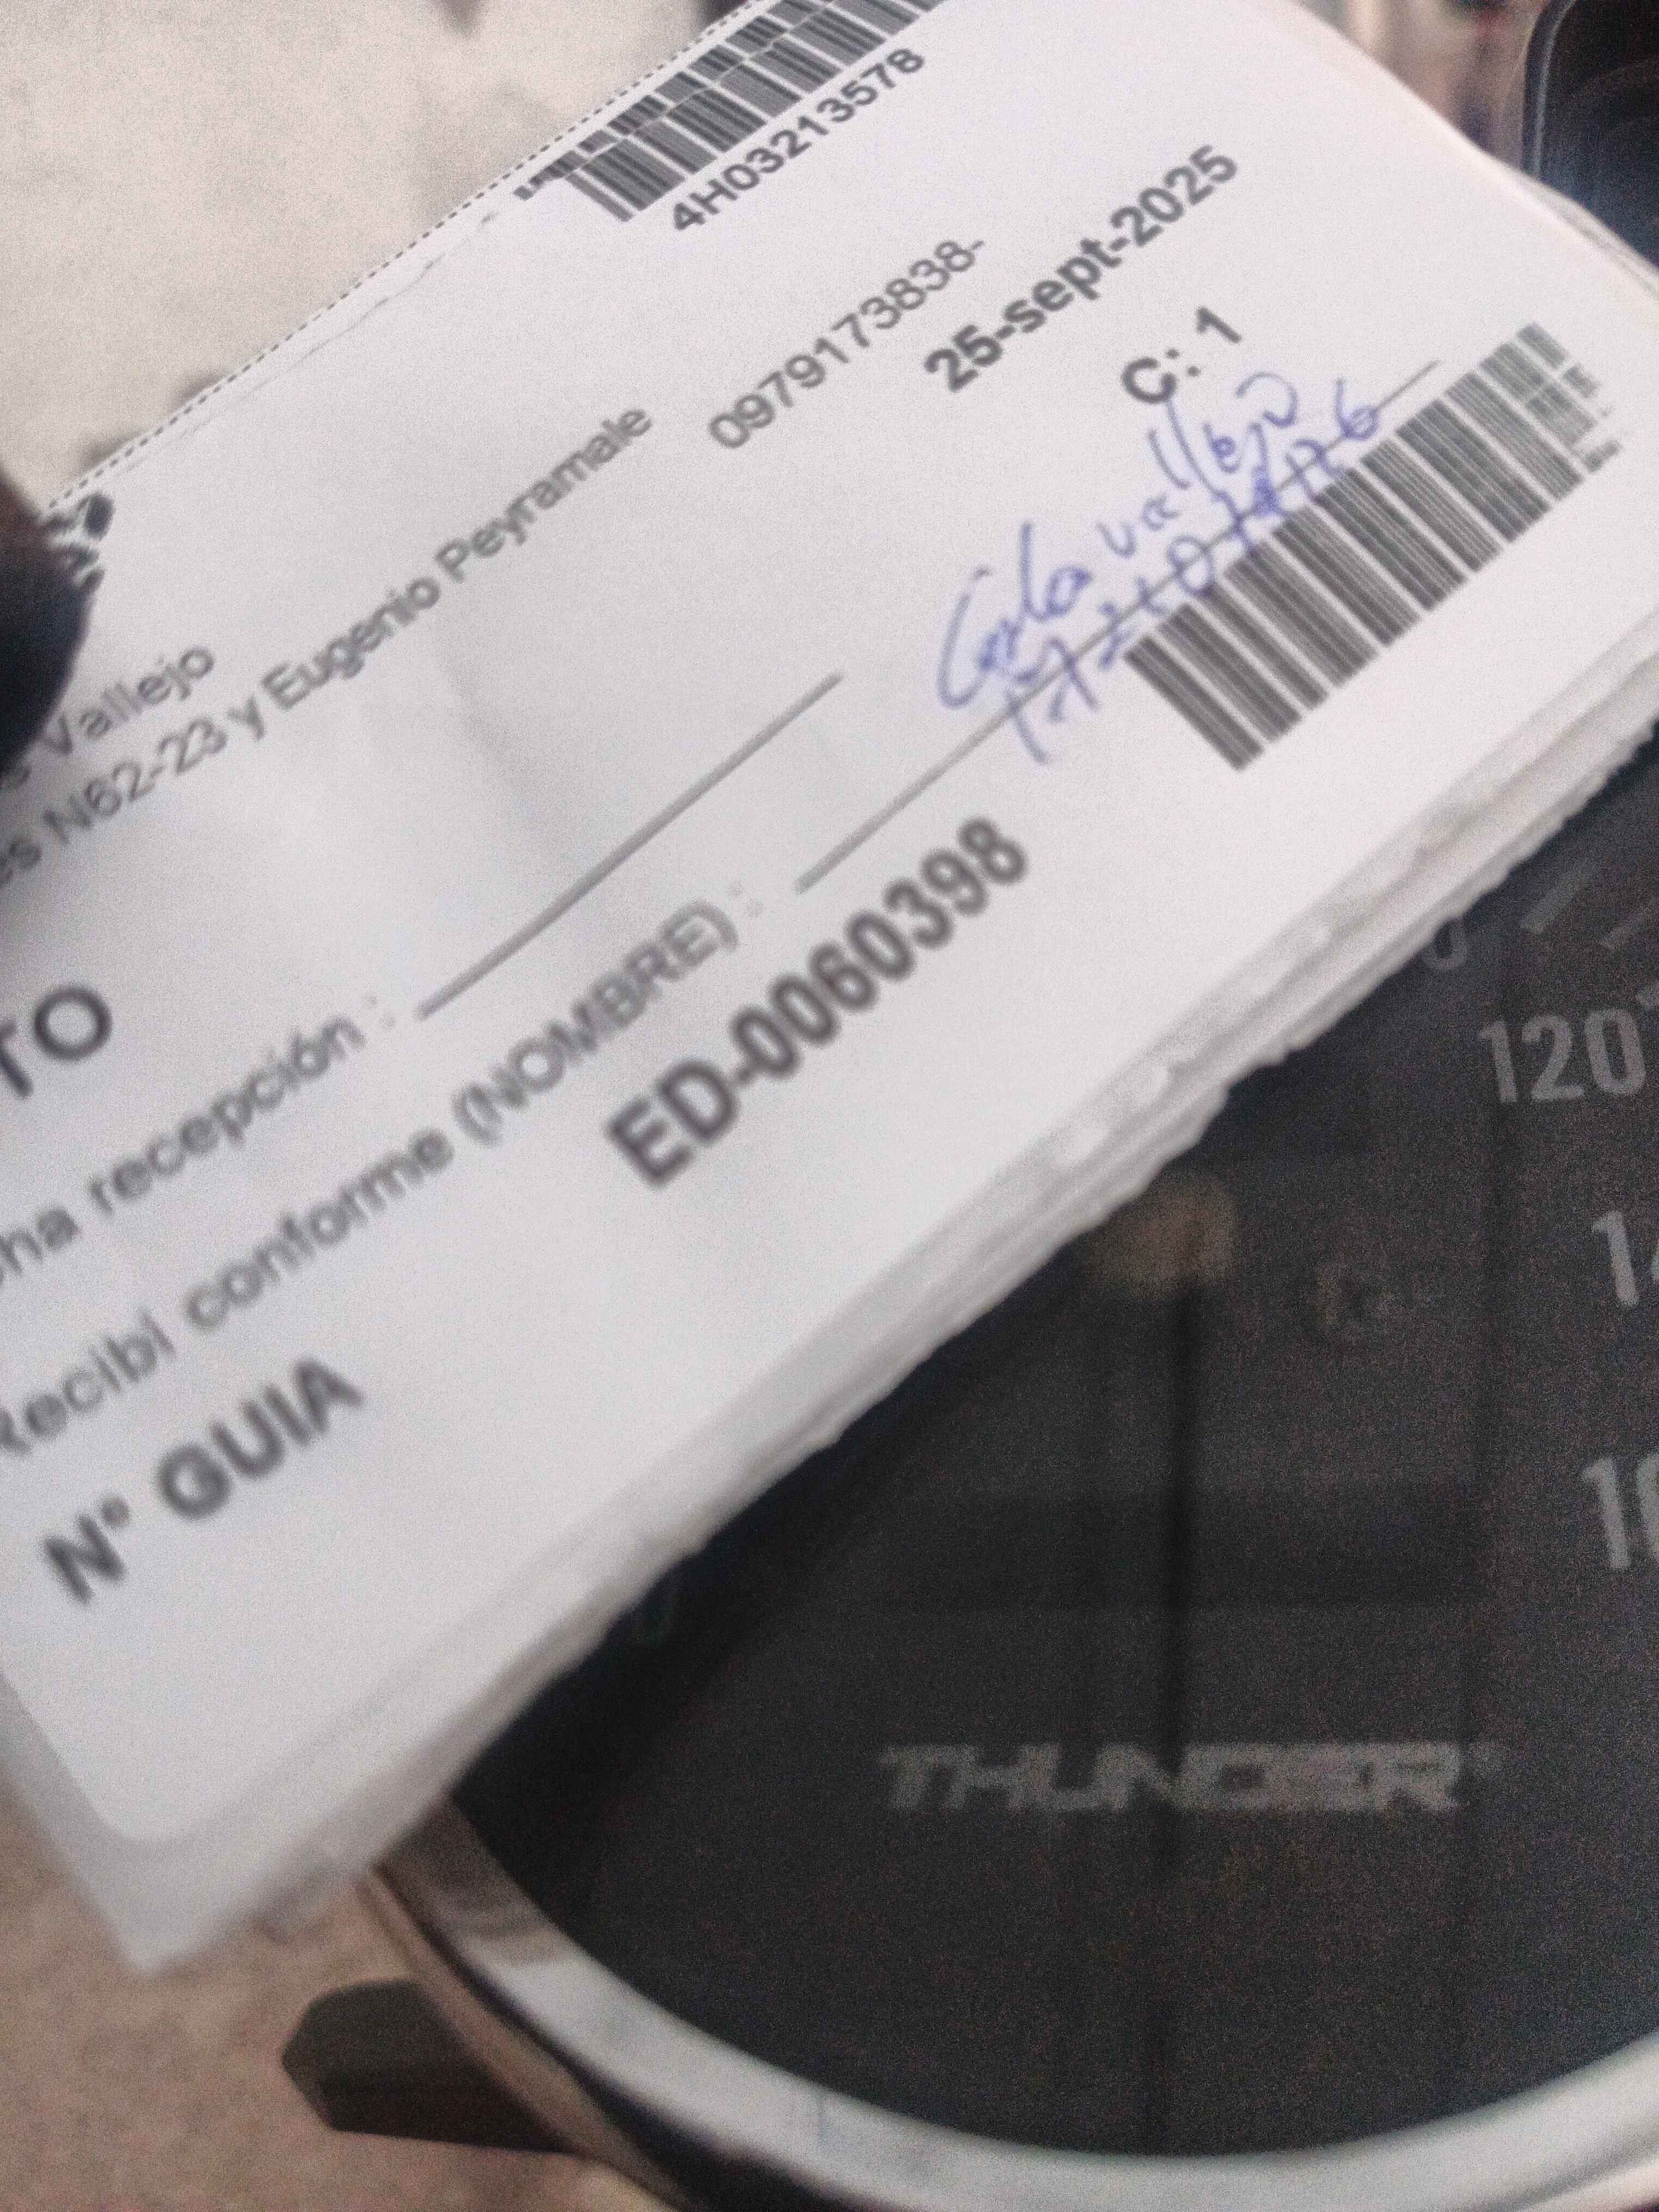 4H03213578
Vallejo
N62-23 y Eugenio Peyramale
0979173838-
25-sept-2025
C: 1
TO
recepción :
Vallejo
Recibí conforme (NOMBRE) :
N° GUIA ED-0060398
120
THUNDER